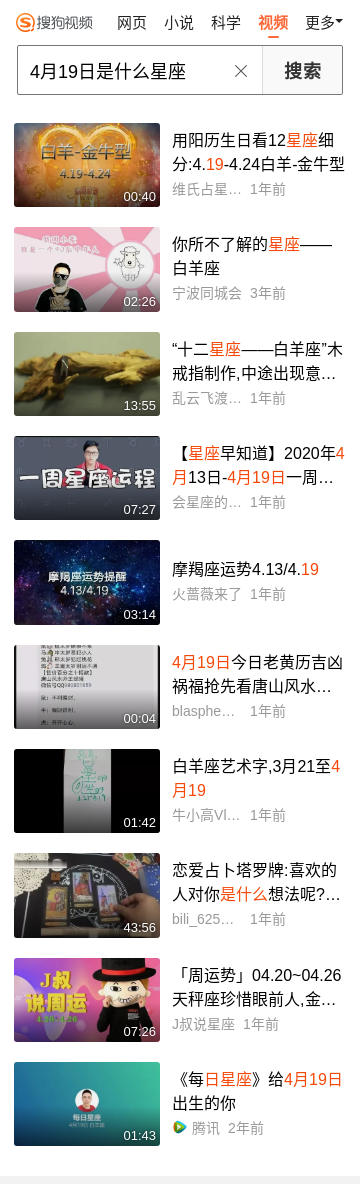 搜狗视频 网页 小说 科学 视频 更多
4月19日是什么星座 搜索
白羊-金牛型
4.19-4.24
00:40
用阳历生日看12星座细
分:4.19-4.24白羊-金牛型
维氏占星… 1年前
02:26
你所不了解的星座——
白羊座
宁波同城会 3年前
13:55
“十二星座——白羊座”木
戒指制作,中途出现意…
乱云飞渡… 1年前
一周星座运程
07:27
【星座早知道】2020年4
月13日-4月19日一周…
会星座的… 1年前
摩羯座运势提醒
4.13/4.19
03:14
摩羯座运势4.13/4.19
火蔷薇来了 1年前
00:04
4月19日今日老黄历吉凶
祸福抢先看唐山风水…
blasphe… 1年前
01:42
白羊座艺术字,3月21至4
月19
牛小高Vl… 1年前
43:56
恋爱占卜塔罗牌:喜欢的
人对你是什么想法呢?…
bili_625… 1年前
J叔
说周运
07:26
「周运势」04.20~04.26
天秤座珍惜眼前人,金…
J叔说星座 1年前
每日星座
4月19日 白羊座
01:43
《每日星座》给4月19日
出生的你
腾讯 2年前